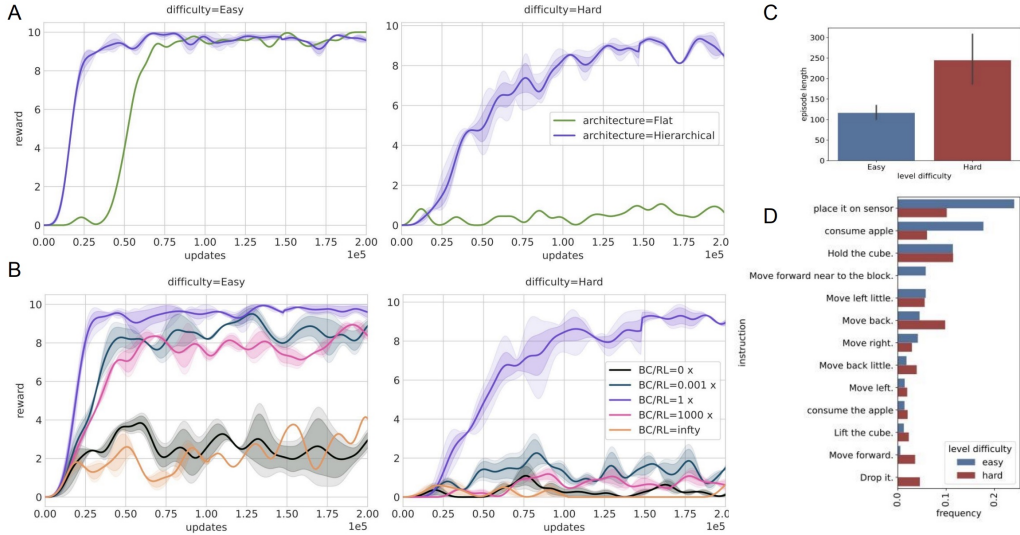 A
difficulty=Easy
difficulty=Hard
reward
10
8
6
4
2
0
0.00 0.25 0.50 0.75 1.00 1.25 1.50 1.75 2.00
updates
1e5
10
8
6
4
2
0
architecture=Flat
architecture=Hierarchical
0.00 0.25 0.50 0.75 1.00 1.25 1.50 1.75 2.00
updates
1e5
B
difficulty=Easy
difficulty=Hard
reward
10
8
6
4
2
0
0.00 0.25 0.50 0.75 1.00 1.25 1.50 1.75 2.00
updates
1e5
10
8
6
4
2
0
BC/RL=0 x
BC/RL=0.001 x
BC/RL=1 x
BC/RL=1000 x
BC/RL=infty
0.00 0.25 0.50 0.75 1.00 1.25 1.50 1.75 2.00
updates
1e5
C
episode length
300
250
200
150
100
50
0
Easy Hard
level difficulty
D
instruction
place it on sensor
consume apple
Hold the cube.
Move forward near to the block.
Move left little.
Move back.
Move right.
Move back little.
Move left.
consume the apple
Lift the cube.
Move forward.
Drop it.
level difficulty
easy
hard
0.0 0.1 0.2
frequency